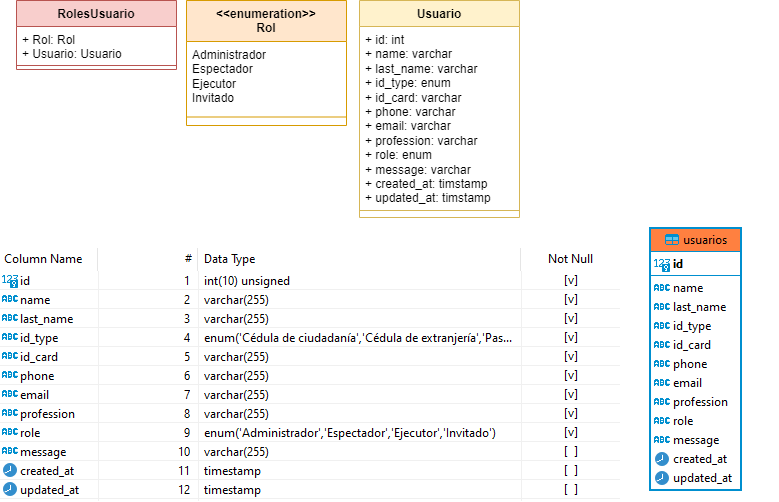 RolesUsuario
+ Rol: Rol
+ Usuario: Usuario
<<enumeration>>
Rol
Administrador
Espectador
Ejecutor
Invitado
Usuario
+ id: int
+ name: varchar
+ last_name: varchar
+ id_type: enum
+ id_card: varchar
+ phone: varchar
+ email: varchar
+ profession: varchar
+ role: enum
+ message: varchar
+ created_at: timstamp
+ updated_at: timstamp
Column Name # Data Type Not Null
123 id 1 int(10) unsigned [v]
ABC name 2 varchar(255) [v]
ABC last_name 3 varchar(255) [v]
ABC id_type 4 enum('Cédula de ciudadanía','Cédula de extranjería','Pas... [v]
ABC id_card 5 varchar(255) [v]
ABC phone 6 varchar(255) [v]
ABC email 7 varchar(255) [v]
ABC profession 8 varchar(255) [v]
ABC role 9 enum('Administrador','Espectador','Ejecutor','Invitado') [v]
ABC message 10 varchar(255) [ ]
created_at 11 timestamp [ ]
updated_at 12 timestamp [ ]
usuarios
123 id
ABC name
ABC last_name
ABC id_type
ABC id_card
ABC phone
ABC email
ABC profession
ABC role
ABC message
created_at
updated_at